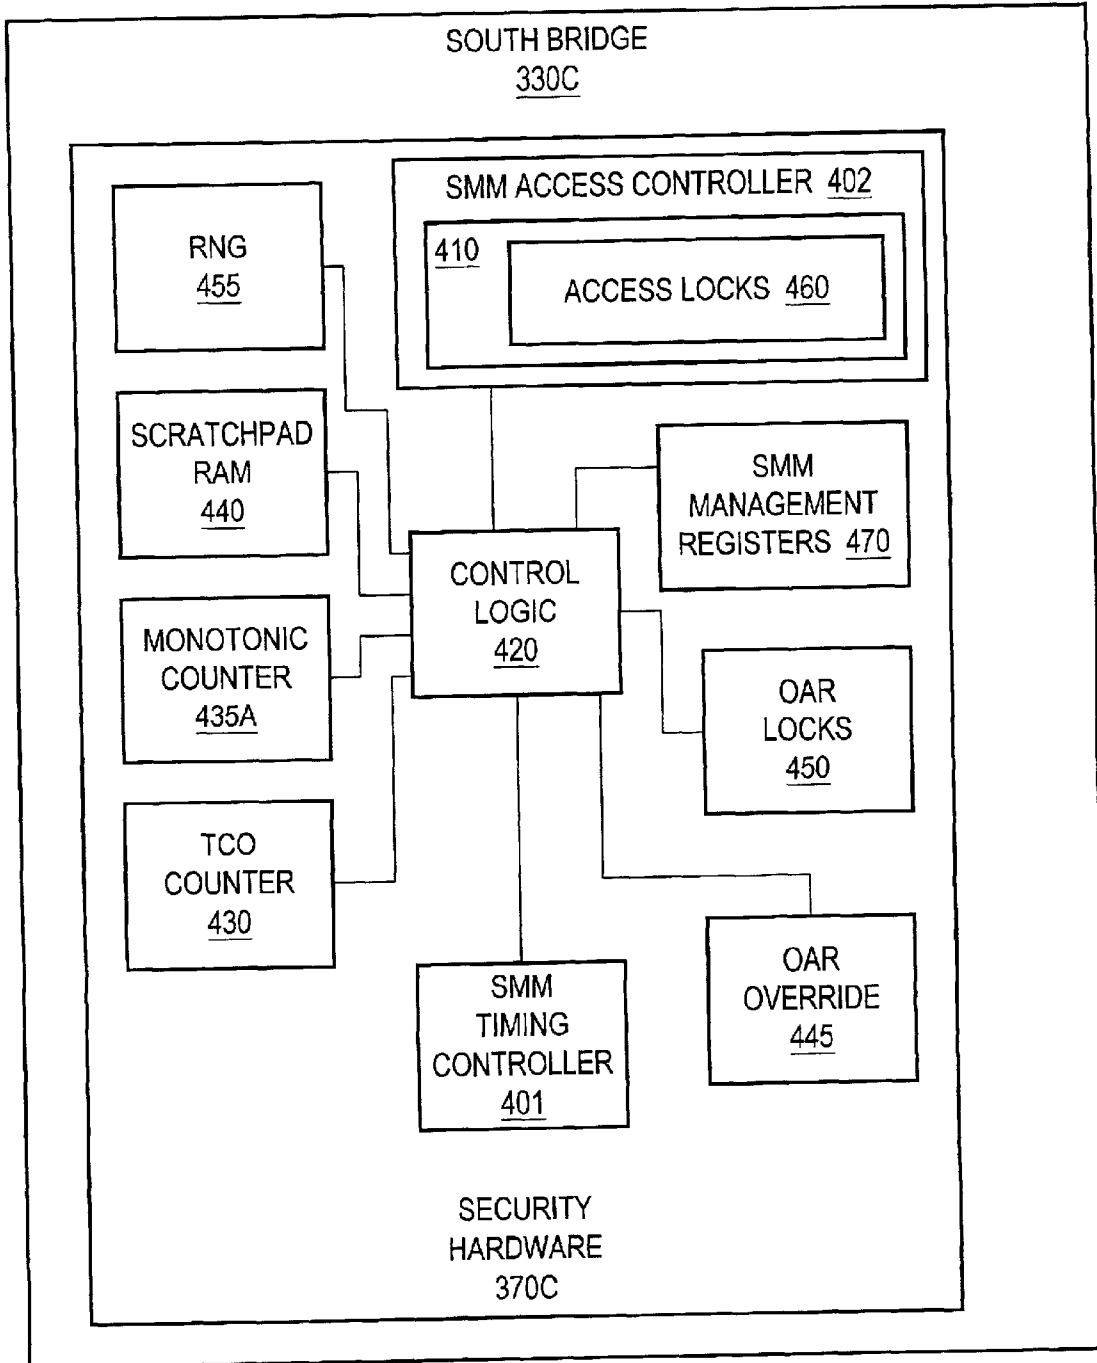 SOUTH BRIDGE
330C
SMM ACCESS CONTROLLER 402
410
ACCESS LOCKS 460
RNG
455
SCRATCHPAD
RAM
440
SMM
MANAGEMENT
REGISTERS 470
CONTROL
LOGIC
420
MONOTONIC
COUNTER
435A
OAR
LOCKS
450
TCO
COUNTER
430
SMM
TIMING
CONTROLLER
401
OAR
OVERRIDE
445
SECURITY
HARDWARE
370C